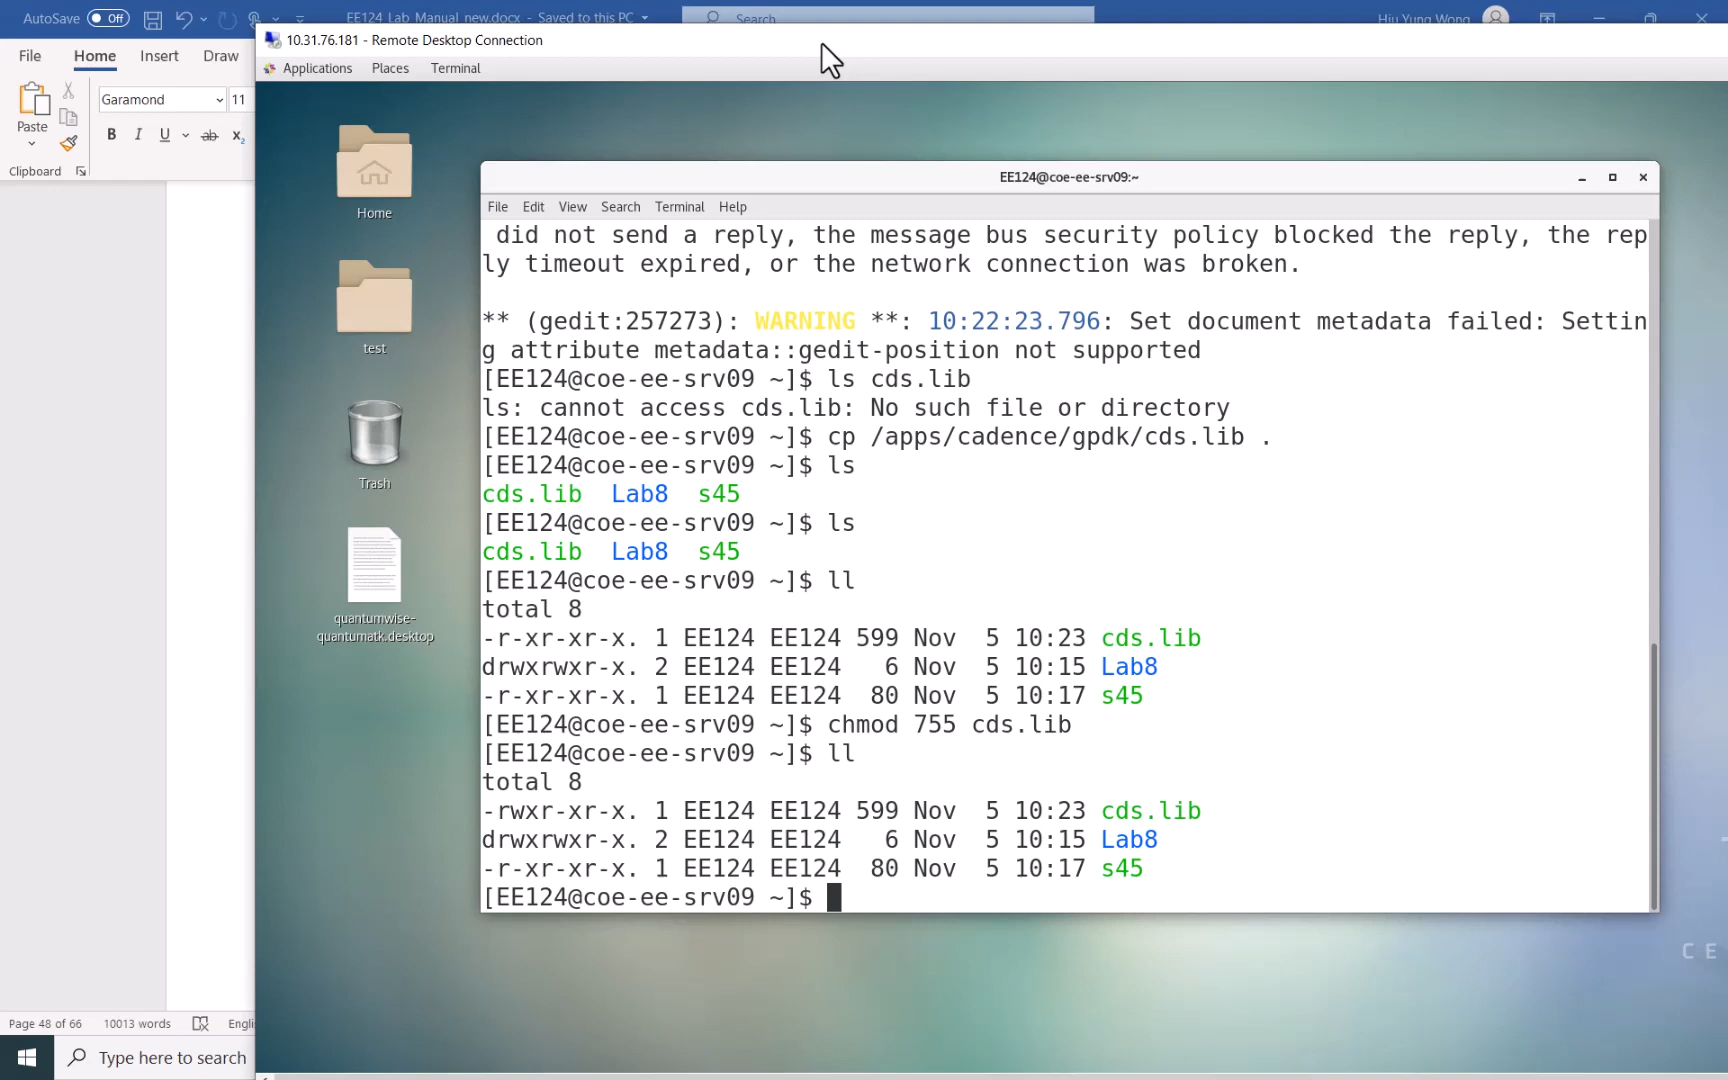 AutoSave Off EE124_Lab_Manual_new.docx - Saved to this PC Search Hiu Yung Wong
10.31.76.181 - Remote Desktop Connection
File Home Insert Draw
Applications Places Terminal
Garamond 11
Paste
B I U ab x2
Clipboard
Home
test
Trash
quantumwise-
quantumatk.desktop
EE124@coe-ee-srv09:~
File Edit View Search Terminal Help
did not send a reply, the message bus security policy blocked the reply, the rep
ly timeout expired, or the network connection was broken.
** (gedit:257273): WARNING **: 10:22:23.796: Set document metadata failed: Settin
g attribute metadata::gedit-position not supported
[EE124@coe-ee-srv09 ~]$ ls cds.lib
ls: cannot access cds.lib: No such file or directory
[EE124@coe-ee-srv09 ~]$ cp /apps/cadence/gpdk/cds.lib .
[EE124@coe-ee-srv09 ~]$ ls
cds.lib Lab8 s45
[EE124@coe-ee-srv09 ~]$ ls
cds.lib Lab8 s45
[EE124@coe-ee-srv09 ~]$ ll
total 8
-r-xr-xr-x. 1 EE124 EE124 599 Nov 5 10:23 cds.lib
drwxrwxr-x. 2 EE124 EE124 6 Nov 5 10:15 Lab8
-r-xr-xr-x. 1 EE124 EE124 80 Nov 5 10:17 s45
[EE124@coe-ee-srv09 ~]$ chmod 755 cds.lib
[EE124@coe-ee-srv09 ~]$ ll
total 8
-rwxr-xr-x. 1 EE124 EE124 599 Nov 5 10:23 cds.lib
drwxrwxr-x. 2 EE124 EE124 6 Nov 5 10:15 Lab8
-r-xr-xr-x. 1 EE124 EE124 80 Nov 5 10:17 s45
[EE124@coe-ee-srv09 ~]$
C E
Page 48 of 66 10013 words Engli
Type here to search